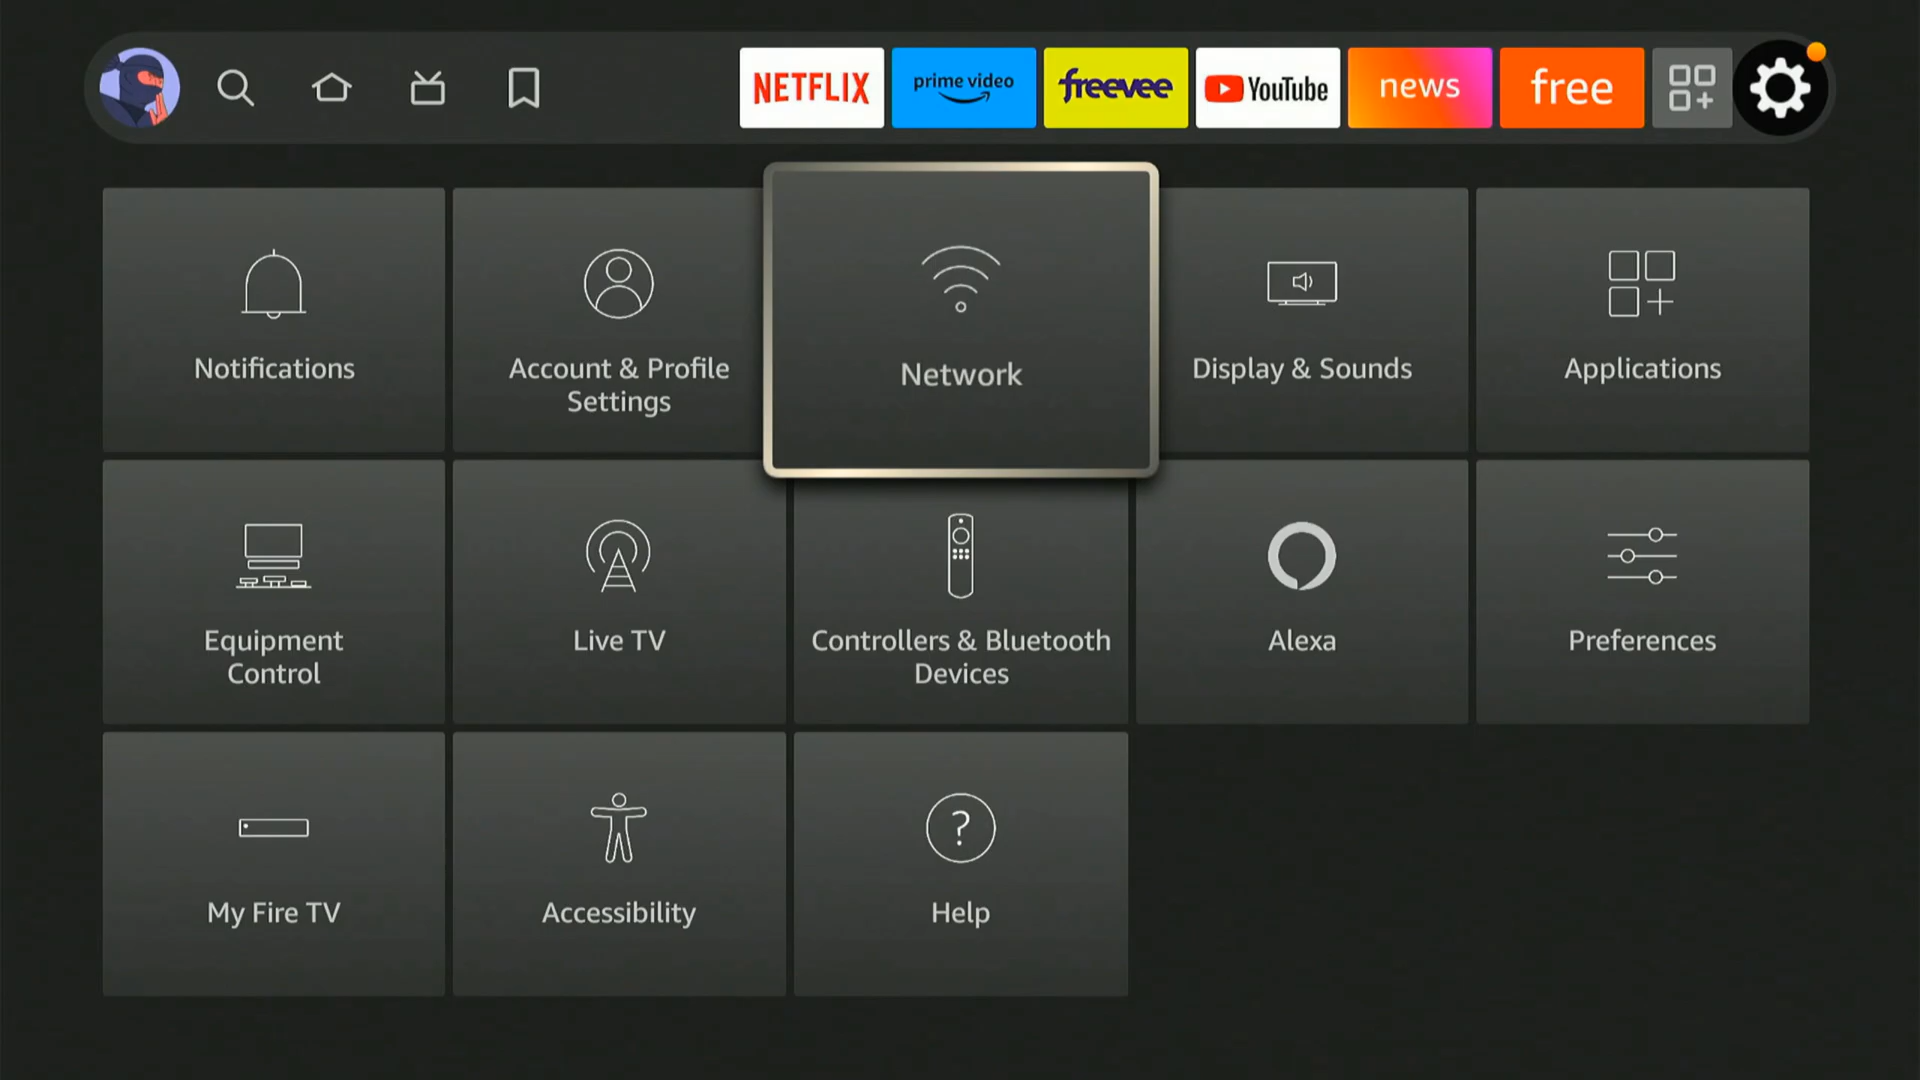 NETFLIX
prime video
freevee
YouTube
news
free
Notifications
Account & Profile
Settings
Network
Display & Sounds
Applications
Equipment
Control
Live TV
Controllers & Bluetooth
Devices
Alexa
Preferences
My Fire TV
Accessibility
?
Help